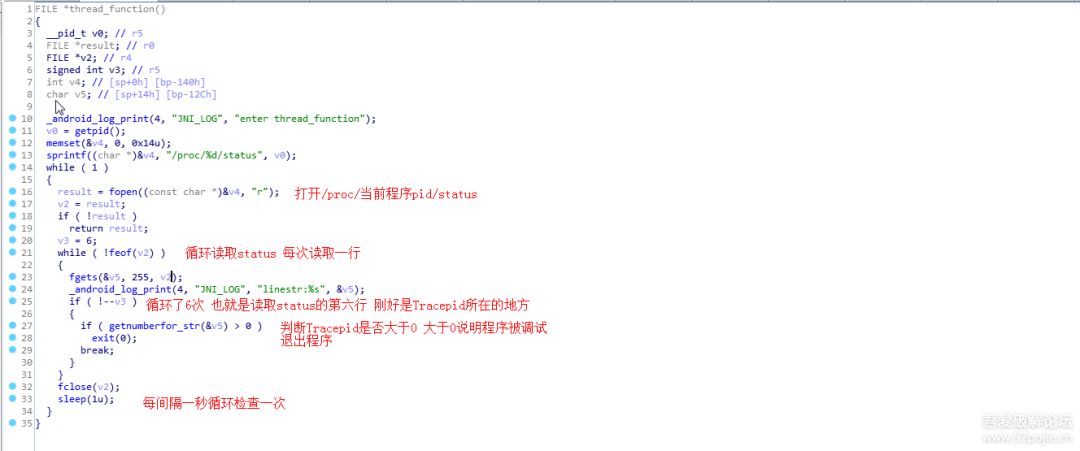 1 FILE *thread_function()
2 {
3 __pid_t v0; // r5
4 FILE *result; // r0
5 FILE *v2; // r4
6 signed int v3; // r5
7 int v4; // [sp+0h] [bp-140h]
8 char v5; // [sp+14h] [bp-12Ch]
9
10 _android_log_print(4, "JNI_LOG", "enter thread_function");
11 v0 = getpid();
12 memset(&v4, 0, 0x14u);
13 sprintf((char *)&v4, "/proc/%d/status", v0);
14 while ( 1 )
15 {
16 result = fopen((const char *)&v4, "r"); 打开/proc/当前程序pid/status
17 v2 = result;
18 if ( !result )
19 return result;
20 v3 = 6;
21 while ( !feof(v2) ) 循环读取status 每次读取一行
22 {
23 fgets(&v5, 255, v2);
24 _android_log_print(4, "JNI_LOG", "linestr:%s", &v5);
25 if ( !--v3 ) 循环了6次 也就是读取status的第六行 刚好是Tracepid所在的地方
26 {
27 if ( getnumberfor_str(&v5) > 0 ) 判断Tracepid是否大于0 大于0说明程序被调试
28 exit(0); 退出程序
29 break;
30 }
31 }
32 fclose(v2);
33 sleep(1u); 每间隔一秒循环检查一次
34 }
35 }
吾爱破解论坛
www.52pojie.cn